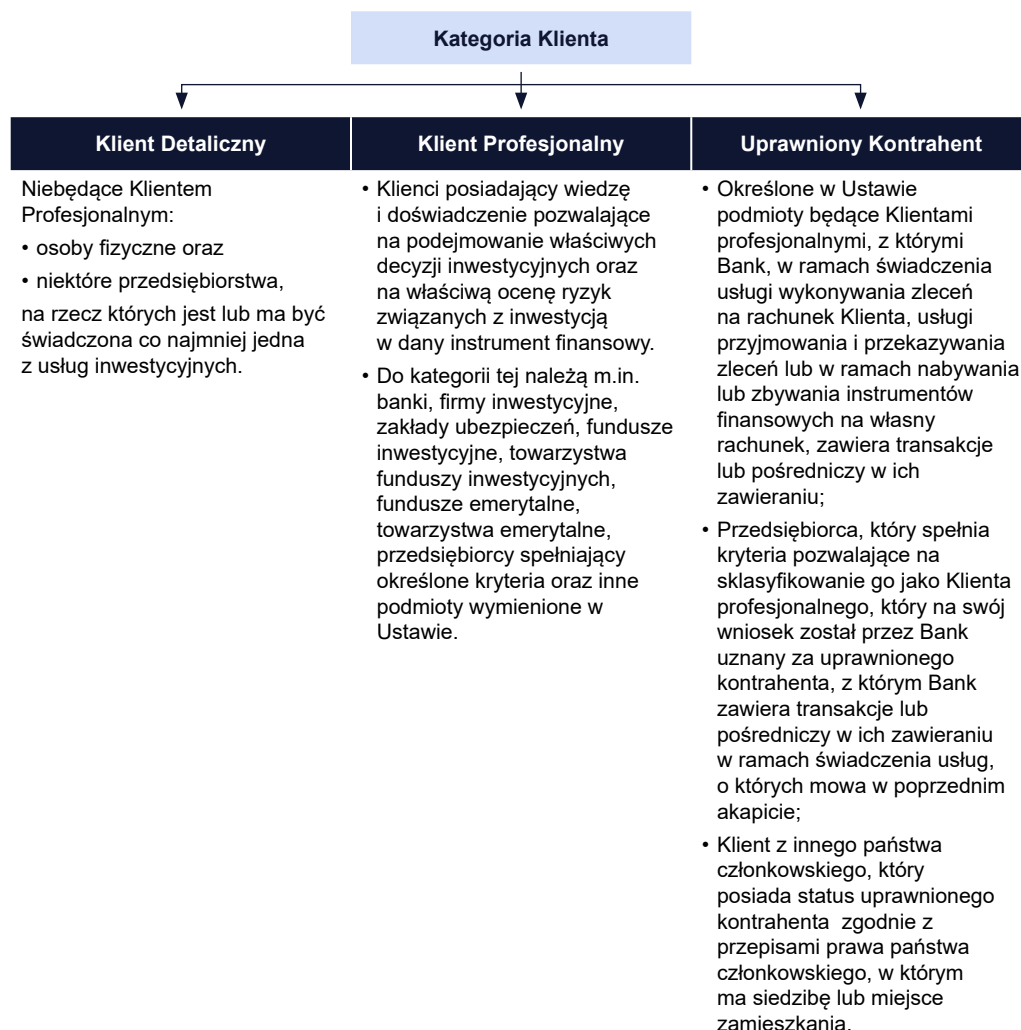 Kategoria Klienta
Klient Detaliczny
Niebędące Klientem
Profesjonalnym:
• osoby fizyczne oraz
• niektóre przedsiębiorstwa,
na rzecz których jest lub ma być
świadczona co najmniej jedna
z usług inwestycyjnych.
Klient Profesjonalny
• Klienci posiadający wiedzę
i doświadczenie pozwalające
na podejmowanie właściwych
decyzji inwestycyjnych oraz
na właściwą ocenę ryzyk
związanych z inwestycją
w dany instrument finansowy.
• Do kategorii tej należą m.in.
banki, firmy inwestycyjne,
zakłady ubezpieczeń, fundusze
inwestycyjne, towarzystwa
funduszy inwestycyjnych,
fundusze emerytalne,
towarzystwa emerytalne,
przedsiębiorcy spełniający
określone kryteria oraz inne
podmioty wymienione w
Ustawie.
Uprawniony Kontrahent
• Określone w Ustawie
podmioty będące Klientami
profesjonalnymi, z którymi
Bank, w ramach świadczenia
usługi wykonywania zleceń
na rachunek Klienta, usługi
przyjmowania i przekazywania
zleceń lub w ramach nabywania
lub zbywania instrumentów
finansowych na własny
rachunek, zawiera transakcje
lub pośredniczy w ich
zawieraniu;
• Przedsiębiorca, który spełnia
kryteria pozwalające na
sklasyfikowanie go jako Klienta
profesjonalnego, który na swój
wniosek został przez Bank
uznany za uprawnionego
kontrahenta, z którym Bank
zawiera transakcje lub
pośredniczy w ich zawieraniu
w ramach świadczenia usług,
o których mowa w poprzednim
akapicie;
• Klient z innego państwa
członkowskiego, który
posiada status uprawnionego
kontrahenta zgodnie z
przepisami prawa państwa
członkowskiego, w którym
ma siedzibę lub miejsce
zamieszkania.